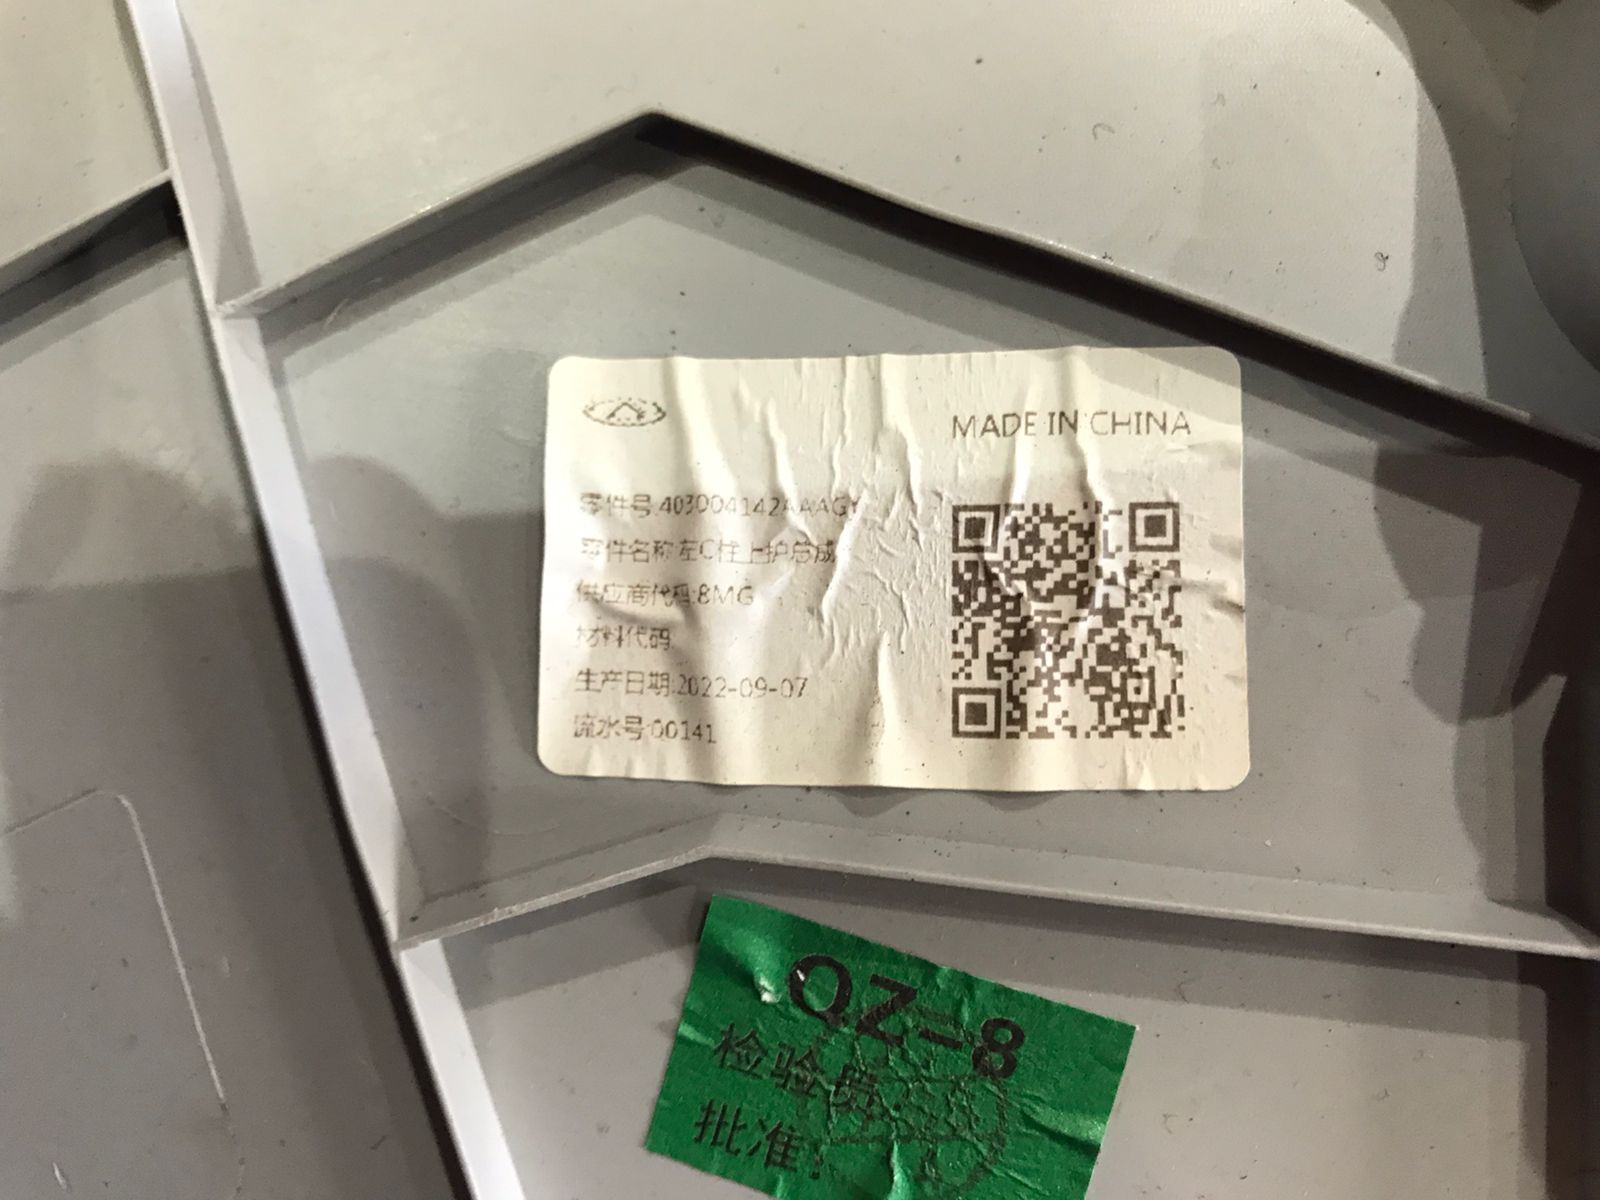 MADE IN CHINA
零件号:403004142AAAGY
零件名称:左C柱上护总成
供应商代码:8MG
材料代码
生产日期:2022-09-07
流水号:00141
QZ-8
检验员:
批准: